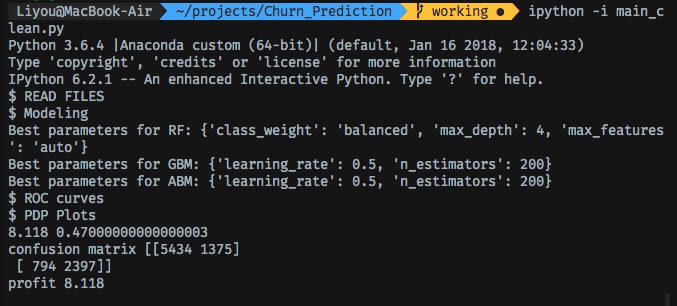 Liyou@MacBook-Air ~/projects/Churn_Prediction working ● ipython -i main_c
lean.py
Python 3.6.4 |Anaconda custom (64-bit)| (default, Jan 16 2018, 12:04:33)
Type 'copyright', 'credits' or 'license' for more information
IPython 6.2.1 -- An enhanced Interactive Python. Type '?' for help.
$ READ FILES
$ Modeling
Best parameters for RF: {'class_weight': 'balanced', 'max_depth': 4, 'max_features
': 'auto'}
Best parameters for GBM: {'learning_rate': 0.5, 'n_estimators': 200}
Best parameters for ABM: {'learning_rate': 0.5, 'n_estimators': 200}
$ ROC curves
$ PDP Plots
8.118 0.47000000000000003
confusion matrix [[5434 1375]
 [ 794 2397]]
profit 8.118